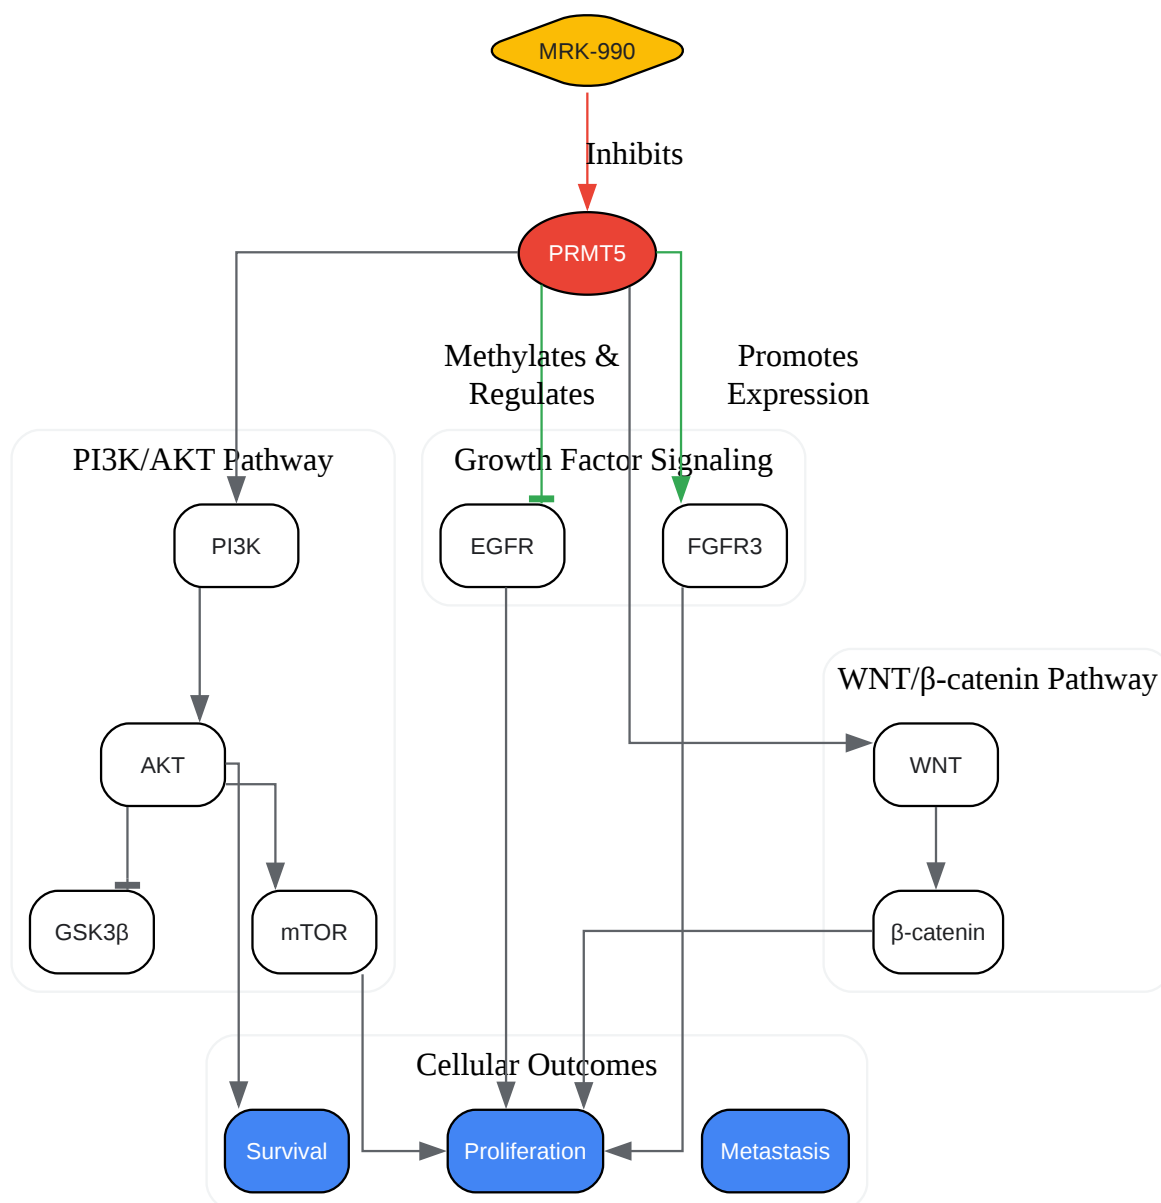 MRK-990
Inhibits
PRMT5
Methylates &
Regulates
Promotes
Expression
PI3K/AKT Pathway
Growth Factor Signaling
PI3K
EGFR
FGFR3
WNT/β-catenin Pathway
AKT
WNT
GSK3β
mTOR
β-catenin
Cellular Outcomes
Survival
Proliferation
Metastasis